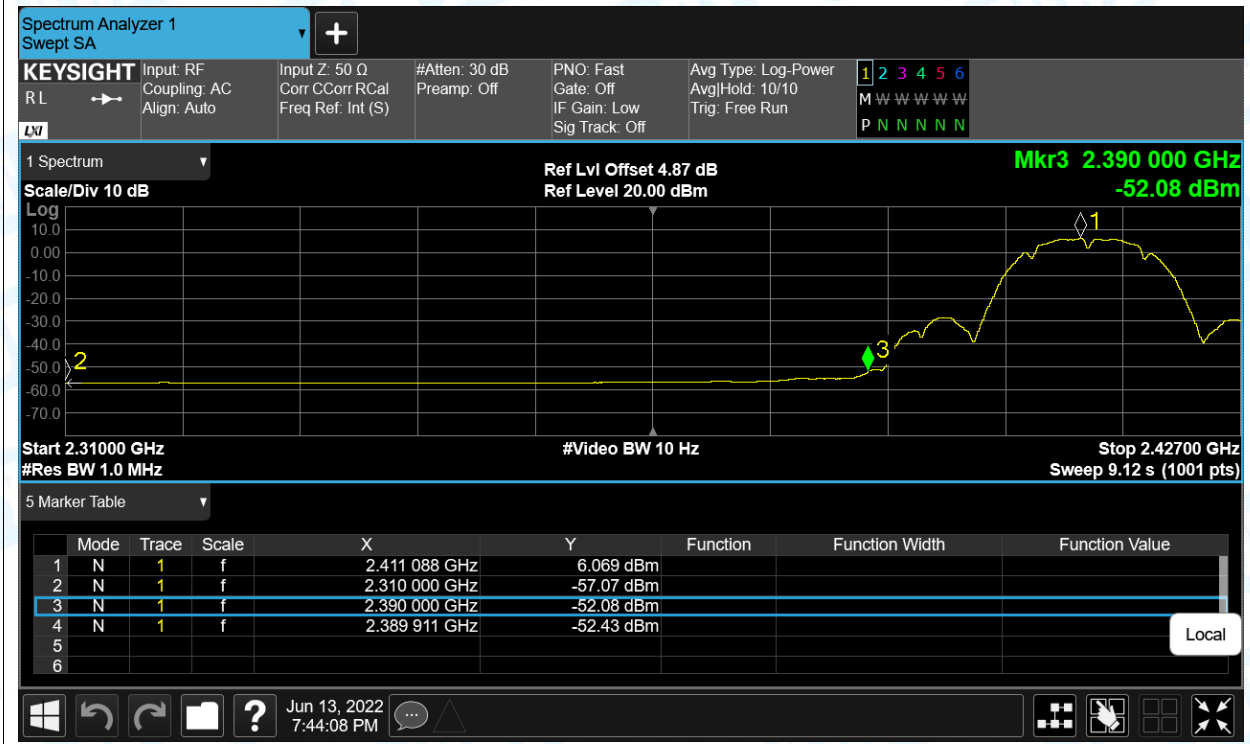 Spectrum Analyzer 1
Swept SA
+
KEYSIGHT Input: RF Input Z: 50 Ω #Atten: 30 dB PNO: Fast Avg Type: Log-Power 1 2 3 4 5 6
R L Coupling: AC Corr CCorr RCal Preamp: Off Gate: Off Avg|Hold: 10/10 M W W W W W W
Align: Auto Freq Ref: Int (S) IF Gain: Low Trig: Free Run P N N N N N N
LXI Sig Track: Off
1 Spectrum Ref Lvl Offset 4.87 dB Mkr3 2.390 000 GHz
Scale/Div 10 dB Ref Level 20.00 dBm -52.08 dBm
Log
10.0
0.00
-10.0
-20.0
-30.0
-40.0
-50.0
-60.0
-70.0
1
2
3
Start 2.31000 GHz #Video BW 10 Hz Stop 2.42700 GHz
#Res BW 1.0 MHz Sweep 9.12 s (1001 pts)
5 Marker Table
Mode Trace Scale X Y Function Function Width Function Value
1 N 1 f 2.411 088 GHz 6.069 dBm
2 N 1 f 2.310 000 GHz -57.07 dBm
3 N 1 f 2.390 000 GHz -52.08 dBm
4 N 1 f 2.389 911 GHz -52.43 dBm
5
6
Local
? Jun 13, 2022
7:44:08 PM